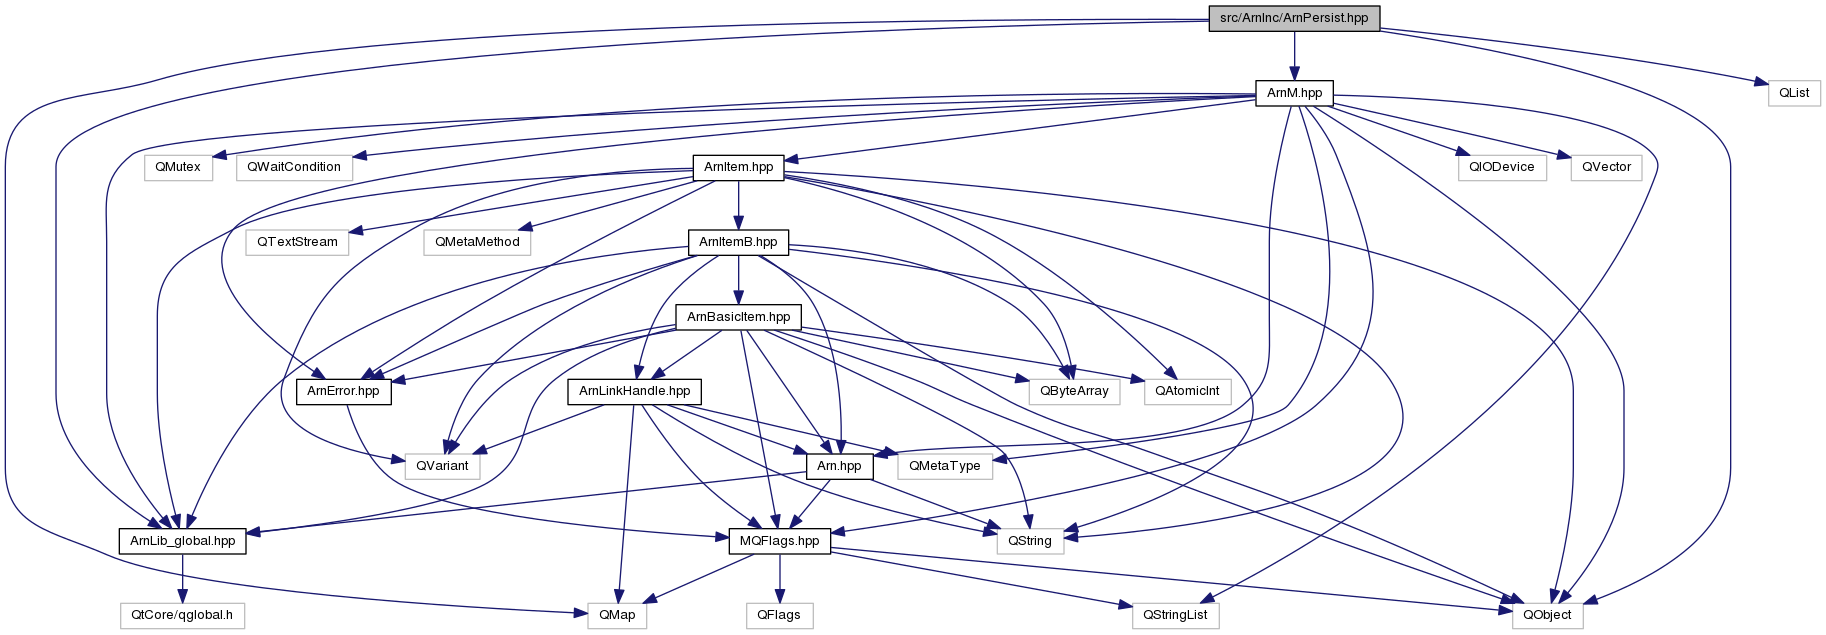 src/ArnInc/ArnPersist.hpp
ArnM.hpp
QList
QMutex
QWaitCondition
ArnItem.hpp
QIODevice
QVector
QTextStream
QMetaMethod
ArnItemB.hpp
ArnBasicItem.hpp
ArnError.hpp
ArnLinkHandle.hpp
QByteArray
QAtomicInt
QVariant
Arn.hpp
QMetaType
ArnLib_global.hpp
MQFlags.hpp
QString
QtCore/qglobal.h
QMap
QFlags
QStringList
QObject